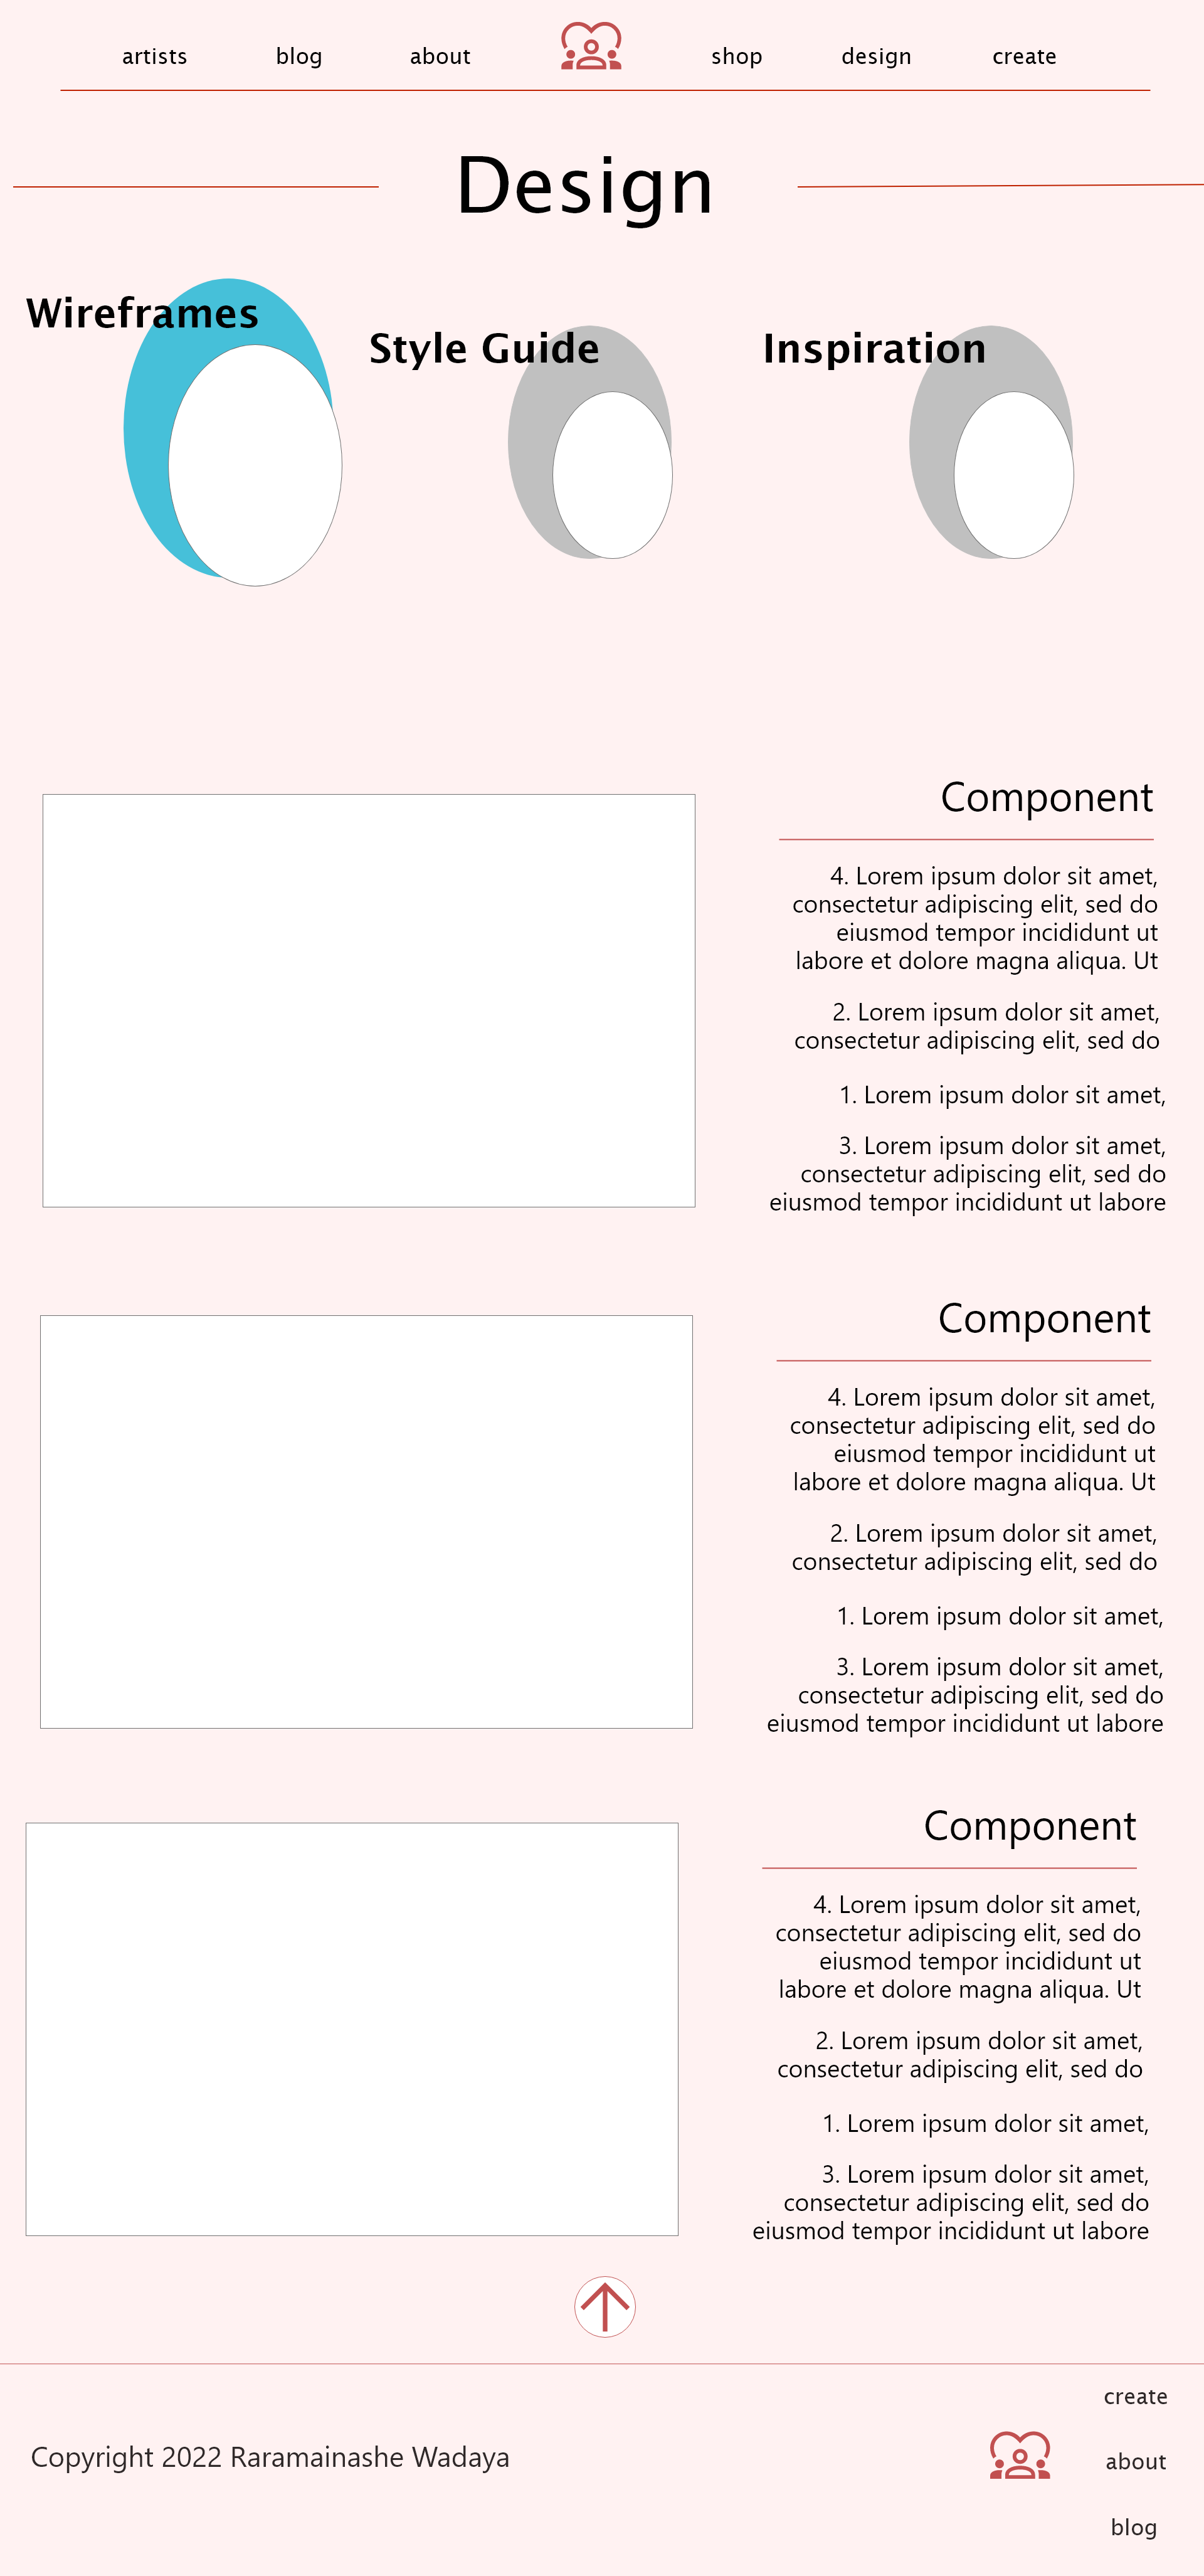 artists blog about shop design create
Design
Wireframes
Style Guide
Inspiration
Component
4. Lorem ipsum dolor sit amet,
consectetur adipiscing elit, sed do
eiusmod tempor incididunt ut
labore et dolore magna aliqua. Ut
2. Lorem ipsum dolor sit amet,
consectetur adipiscing elit, sed do
1. Lorem ipsum dolor sit amet,
3. Lorem ipsum dolor sit amet,
consectetur adipiscing elit, sed do
eiusmod tempor incididunt ut labore
Component
4. Lorem ipsum dolor sit amet,
consectetur adipiscing elit, sed do
eiusmod tempor incididunt ut
labore et dolore magna aliqua. Ut
2. Lorem ipsum dolor sit amet,
consectetur adipiscing elit, sed do
1. Lorem ipsum dolor sit amet,
3. Lorem ipsum dolor sit amet,
consectetur adipiscing elit, sed do
eiusmod tempor incididunt ut labore
Component
4. Lorem ipsum dolor sit amet,
consectetur adipiscing elit, sed do
eiusmod tempor incididunt ut
labore et dolore magna aliqua. Ut
2. Lorem ipsum dolor sit amet,
consectetur adipiscing elit, sed do
1. Lorem ipsum dolor sit amet,
3. Lorem ipsum dolor sit amet,
consectetur adipiscing elit, sed do
eiusmod tempor incididunt ut labore
create
Copyright 2022 Raramainashe Wadaya
about
blog